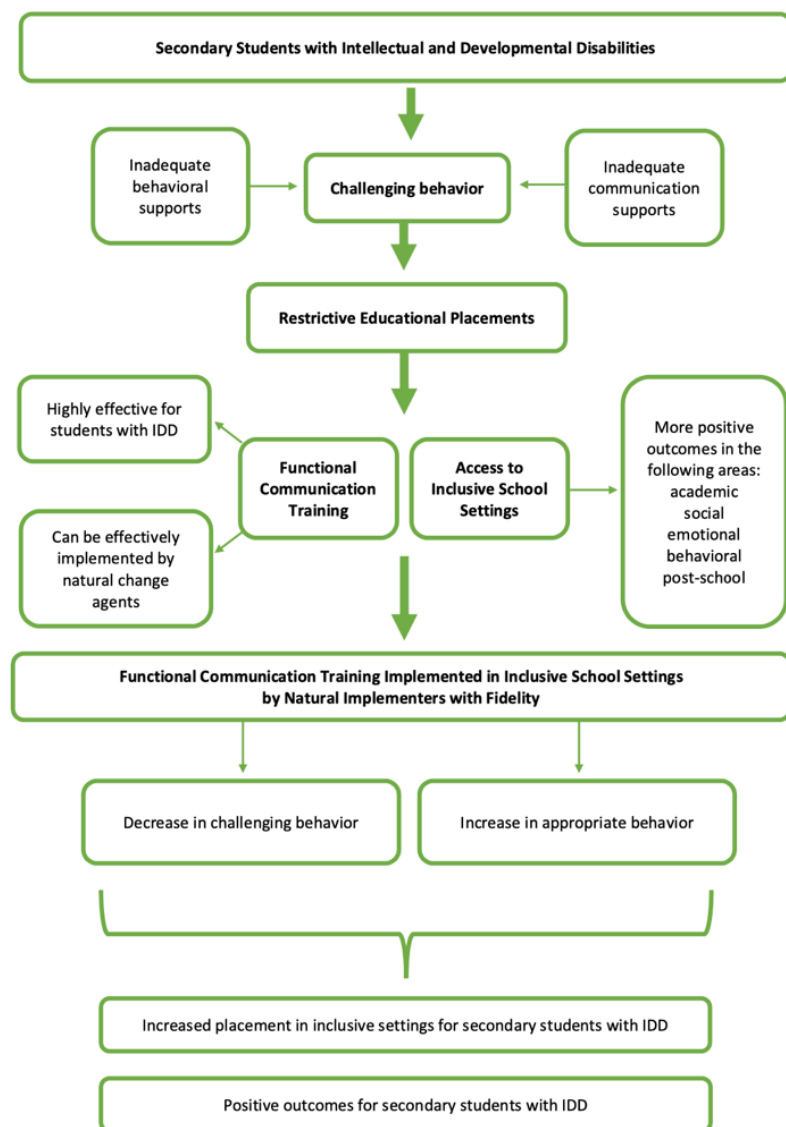 Secondary Students with Intellectual and Developmental Disabilities
Inadequate
behavioral
supports
Challenging behavior
Inadequate
communication
supports
Restrictive Educational Placements
Highly effective for
students with IDD
Can be effectively
implemented by
natural change
agents
Functional
Communication
Training
Access to
Inclusive School
Settings
More positive
outcomes in the
following areas:
academic
social
emotional
behavioral
post-school
Functional Communication Training Implemented in Inclusive School Settings
by Natural Implementers with Fidelity
Decrease in challenging behavior
Increase in appropriate behavior
Increased placement in inclusive settings for secondary students with IDD
Positive outcomes for secondary students with IDD